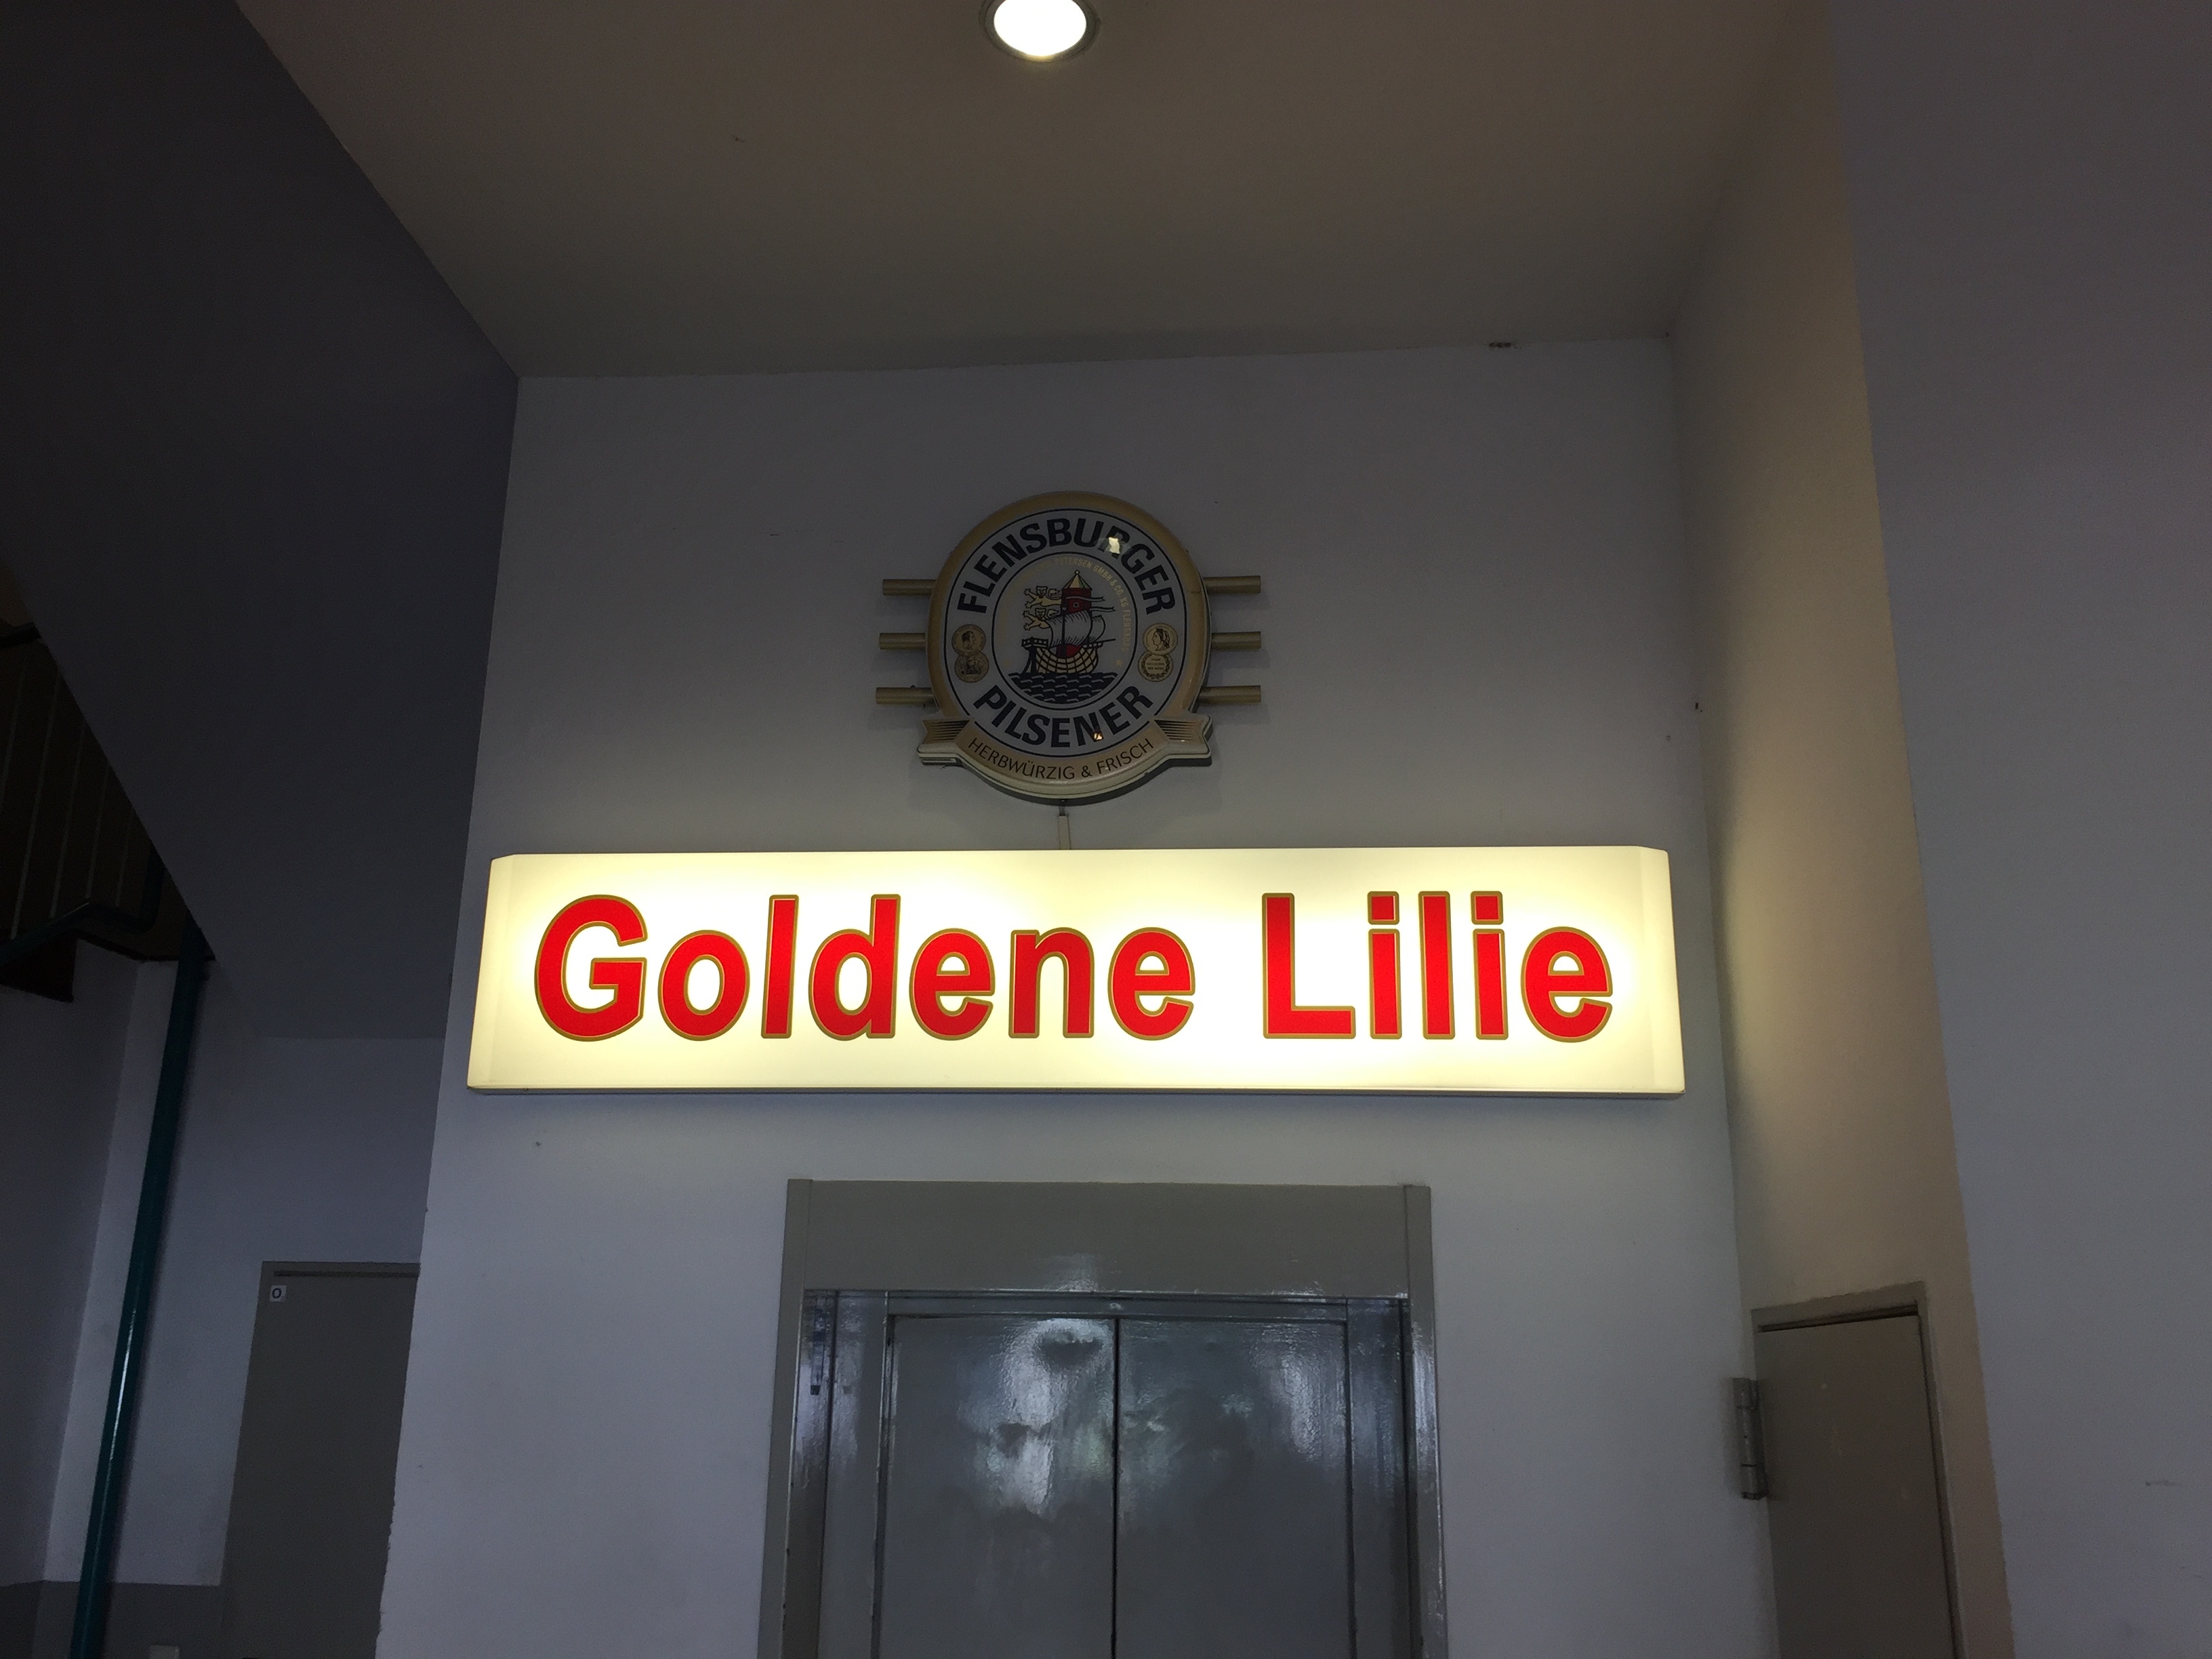 FLENSBURGER
PILSENER
HERBWÜRZIG & FRISCH
Goldene Lilie
O